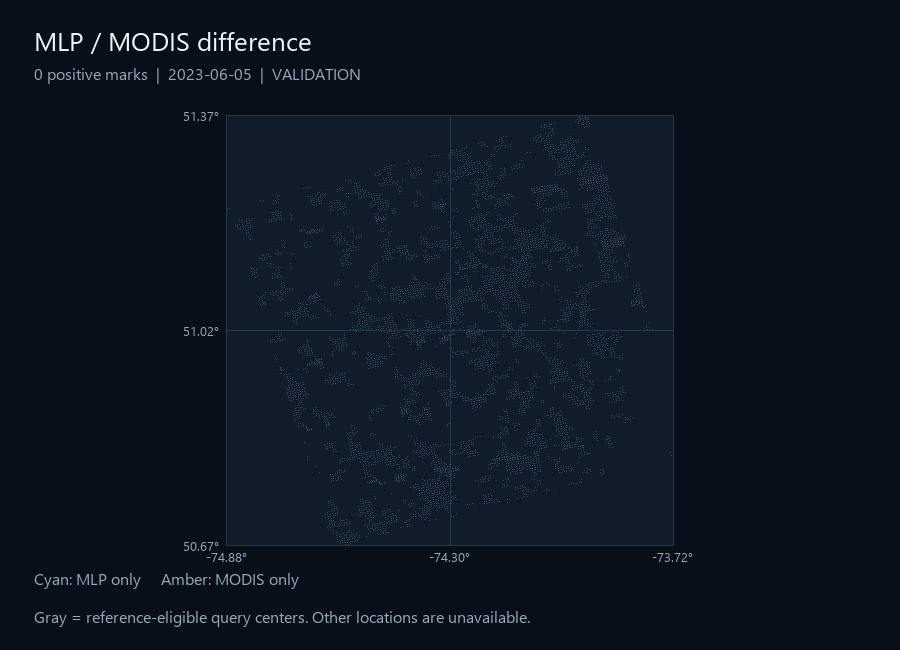 MLP / MODIS difference
0 positive marks | 2023-06-05 | VALIDATION
51.37°
51.02°
50.67°
-74.88° -74.30° -73.72°
Cyan: MLP only Amber: MODIS only
Gray = reference-eligible query centers. Other locations are unavailable.